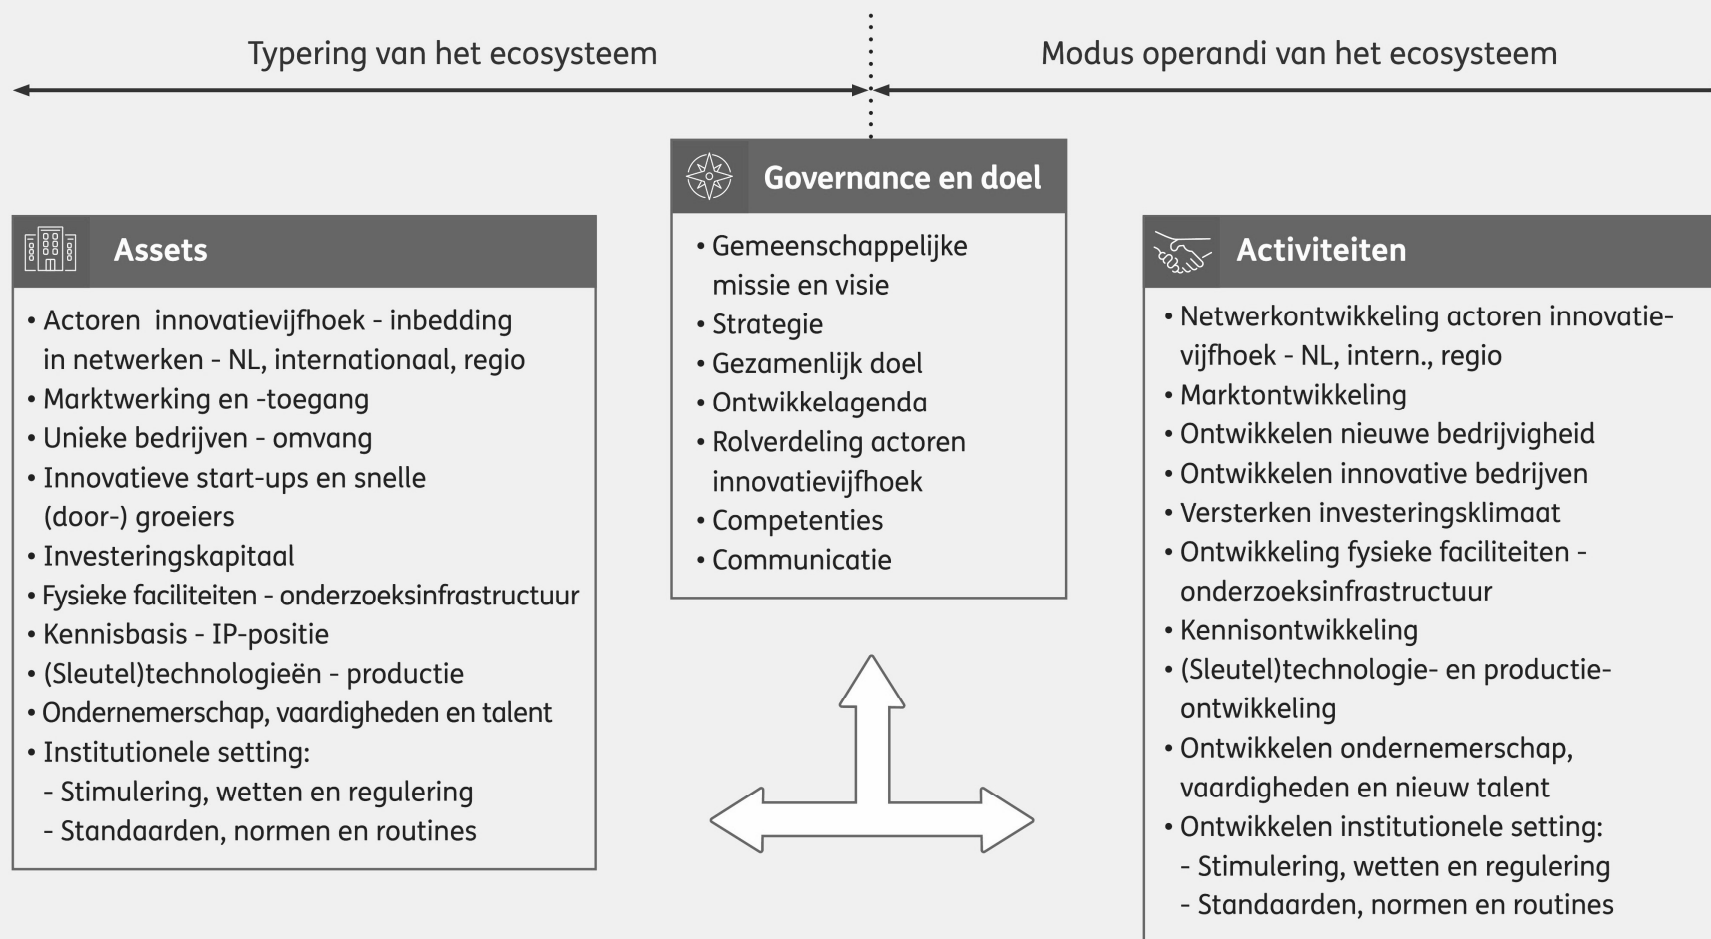 Typering van het ecosysteem
Modus operandi van het ecosysteem
Assets
• Actoren innovatievijfhoek - inbedding
in netwerken - NL, internationaal, regio
• Marktwerking en -toegang
• Unieke bedrijven - omvang
• Innovatieve start-ups en snelle
(door-) groeiers
• Investeringskapitaal
• Fysieke faciliteiten - onderzoeksinfrastructuur
• Kennisbasis - IP-positie
• (Sleutel)technologieën - productie
• Ondernemerschap, vaardigheden en talent
• Institutionele setting:
- Stimulering, wetten en regulering
- Standaarden, normen en routines
Governance en doel
• Gemeenschappelijke
missie en visie
• Strategie
• Gezamenlijk doel
• Ontwikkelagenda
• Rolverdeling actoren
innovatievijfhoek
• Competenties
• Communicatie
Activiteiten
• Netwerkontwikkeling actoren innovatie-
vijfhoek - NL, intern., regio
• Marktontwikkeling
• Ontwikkelen nieuwe bedrijvigheid
• Ontwikkelen innovative bedrijven
• Versterken investeringsklimaat
• Ontwikkeling fysieke faciliteiten -
onderzoeksinfrastructuur
• Kennisontwikkeling
• (Sleutel)technologie- en productie-
ontwikkeling
• Ontwikkelen ondernemerschap,
vaardigheden en nieuw talent
• Ontwikkelen institutionele setting:
- Stimulering, wetten en regulering
- Standaarden, normen en routines